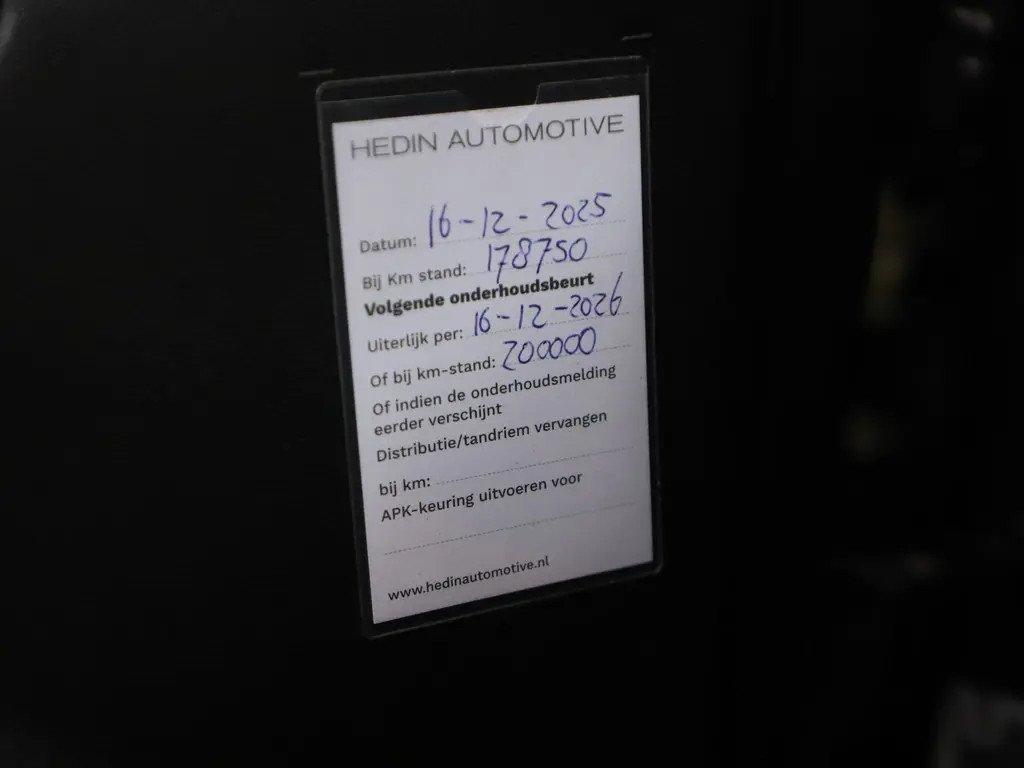 HEDIN AUTOMOTIVE
Datum: 16-12-2025
Bij Km stand: 178750
Volgende onderhoudsbeurt
Uiterlijk per: 16-12-2026
Of bij km-stand: 200000
Of indien de onderhoudsmelding
eerder verschijnt
Distributie/tandriem vervangen
bij km:
APK-keuring uitvoeren voor
www.hedinautomotive.nl